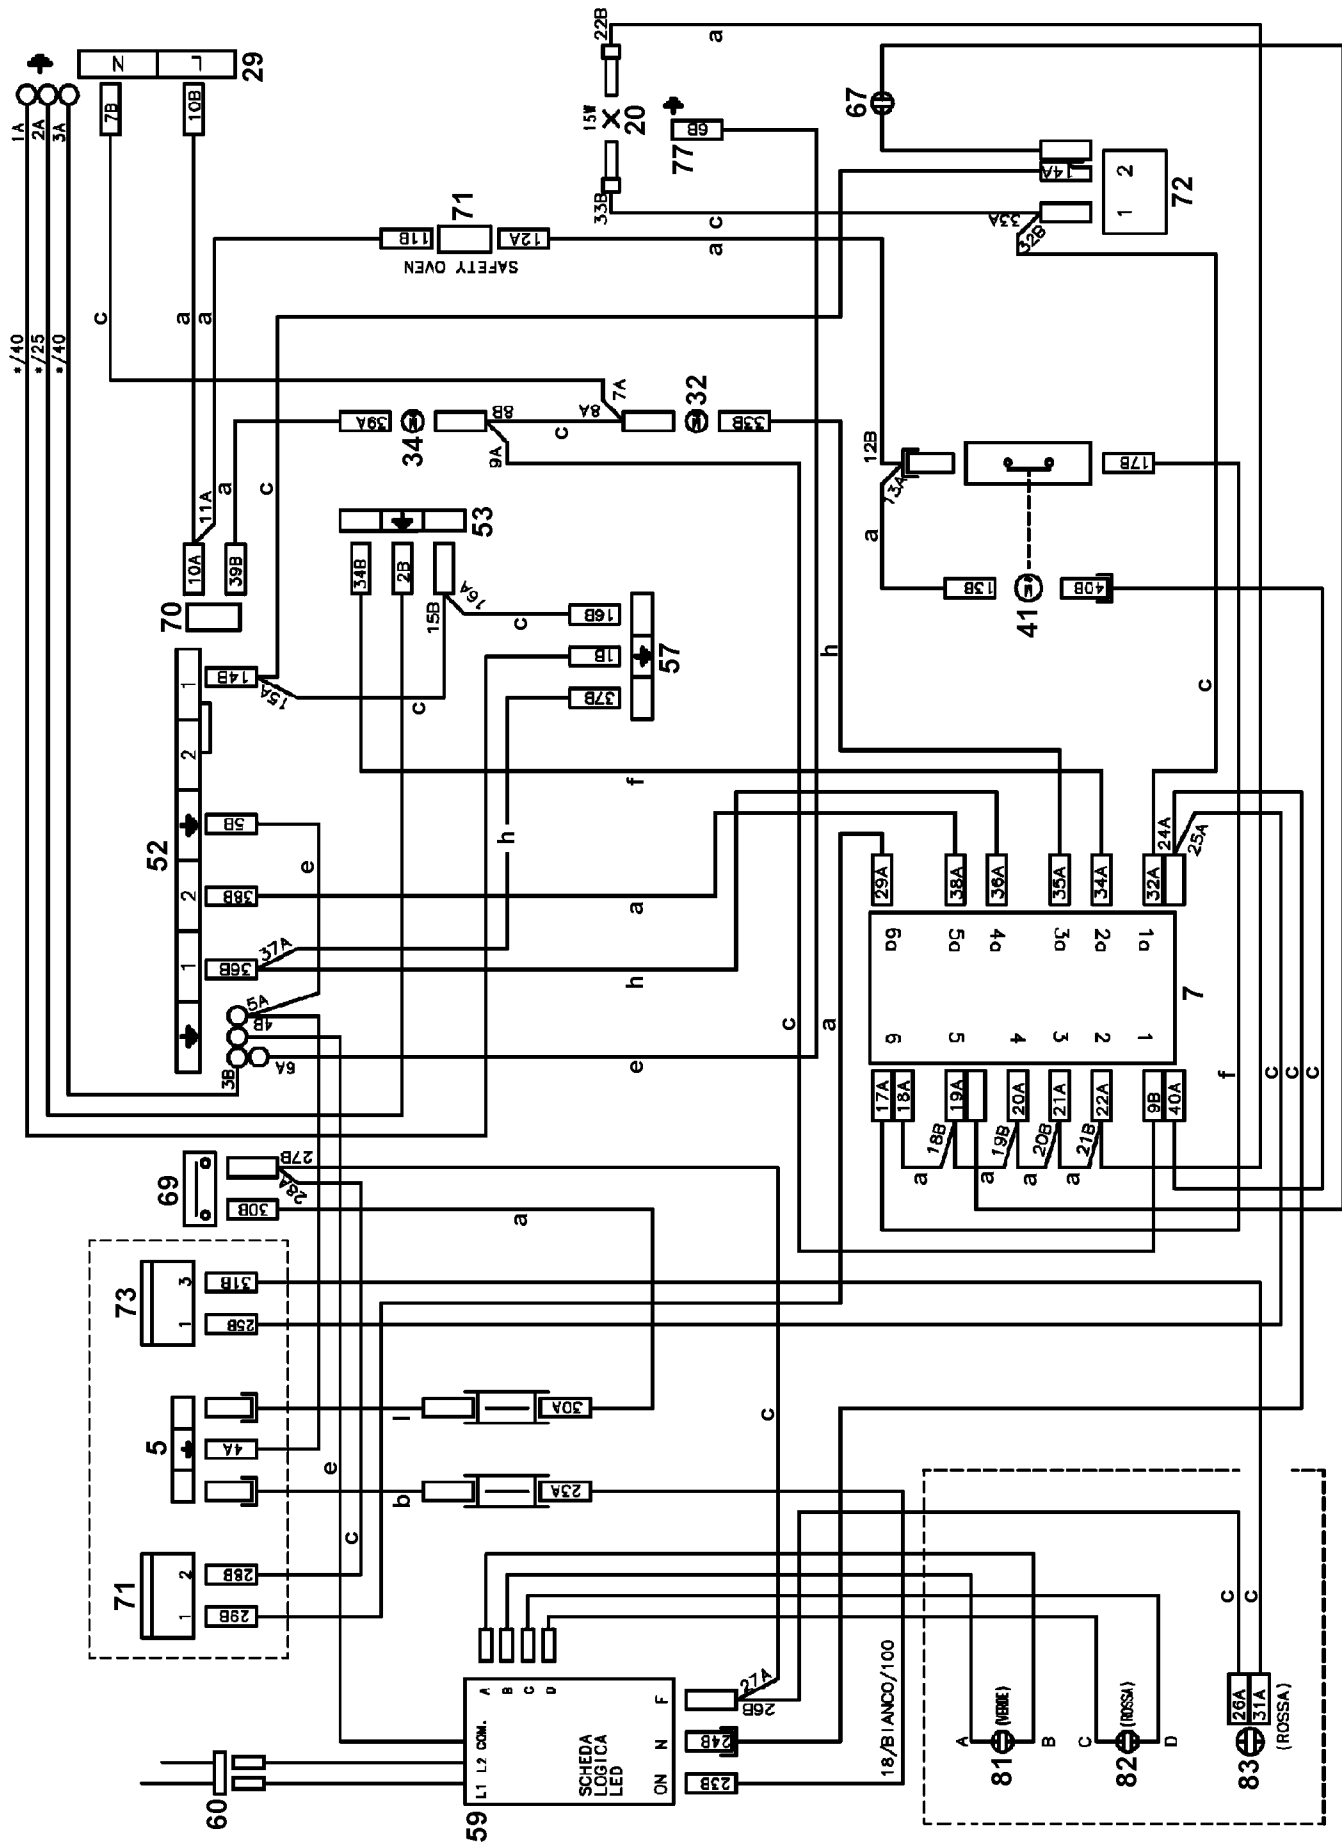 1A
2A
3A
N
L
29
7B
10B
*/40
*/25
*/40
c
a
a
11A
10A
39B
70
a
c
11B
71
12A
SAFETY OVEN
a
22B
a
15W
20
33B
c
77
6B
67
14A
1
2
72
33A
32B
39A
34
8B
8A
7A
c
9A
32
33B
12B
13A
17B
a
13B
41
40B
53
34B
2B
15B
16A
c
16B
1B
37B
57
52
1
2
2
1
14B
15A
c
5B
38B
36B
37A
e
h
f
a
h
h
c
a
e
c
3B
5A
4B
6A
29A
38A
36A
35A
34A
32A
24A
25A
6a
5a
4a
3a
2a
1a
7
6
5
4
3
2
1
17A
18A
19A
20A
21A
22A
9B
40A
18B
19B
20B
21B
a
a
a
a
f
c
c
c
69
27B
28A
30B
a
73
1
3
31B
25B
5
4A
l
b
30A
23A
71
1
2
28B
29B
e
c
c
60
59
L1 L2 COM.
A
B
C
D
SCHEDA
LOGICA
LED
ON
N
F
23B
24B
26B
27A
18/BIANCO/100
A
81
(VERDE)
B
C
82
(ROSSA)
D
c
c
26A
31A
83
(ROSSA)